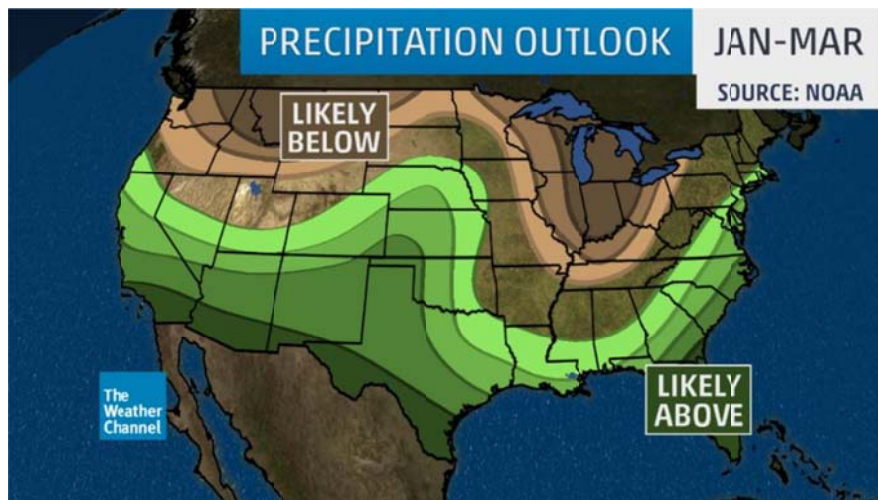 PRECIPITATION OUTLOOK
JAN-MAR
SOURCE: NOAA
LIKELY
BELOW
The
Weather
Channel
LIKELY
ABOVE